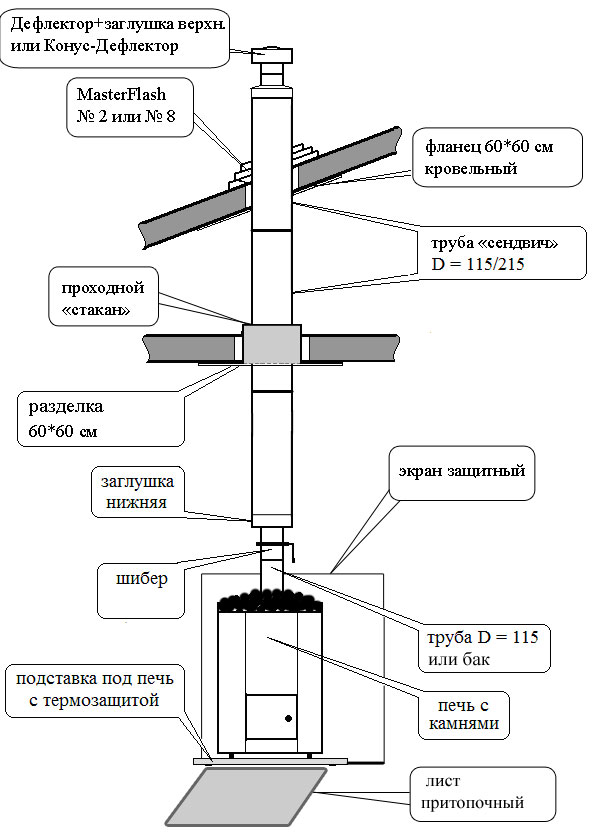 Дефлектор+заглушка верхн.
или Конус-Дефлектор
MasterFlash
№ 2 или № 8
фланец 60*60 см
кровельный
труба «сендвич»
D = 115/215
проходной
«стакан»
разделка
60*60 см
экран защитный
заглушка
нижняя
шибер
труба D = 115
или бак
подставка под печь
с термозащитой
печь с
камнями
лист
притопочный